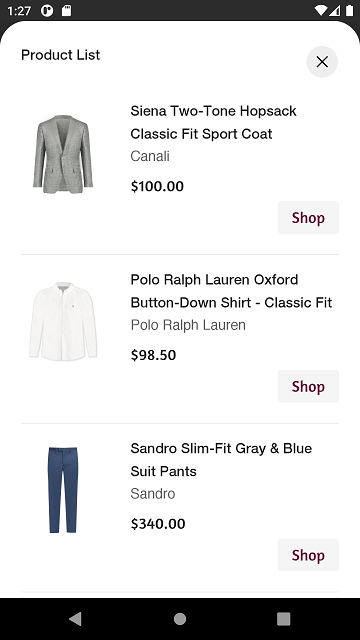 1:27
Product List
Siena Two-Tone Hopsack
Classic Fit Sport Coat
Canali
$100.00
Shop
Polo Ralph Lauren Oxford
Button-Down Shirt - Classic Fit
Polo Ralph Lauren
$98.50
Shop
Sandro Slim-Fit Gray & Blue
Suit Pants
Sandro
$340.00
Shop